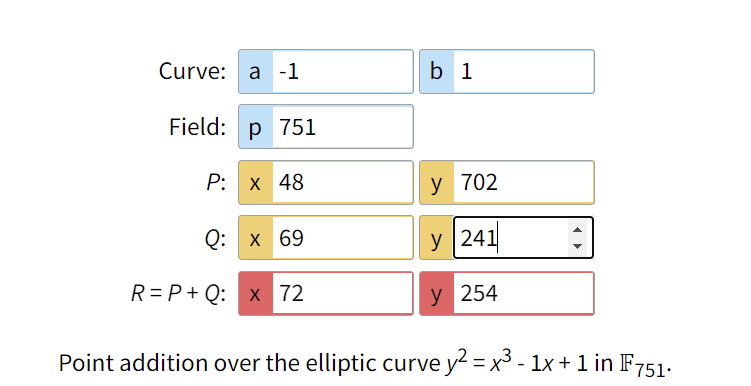 Curve: a -1 b 1
Field: p 751
P: x 48 y 702
Q: x 69 y 241
R = P + Q: x 72 y 254
Point addition over the elliptic curve y² = x³ - 1x + 1 in 𝔽₇₅₁.